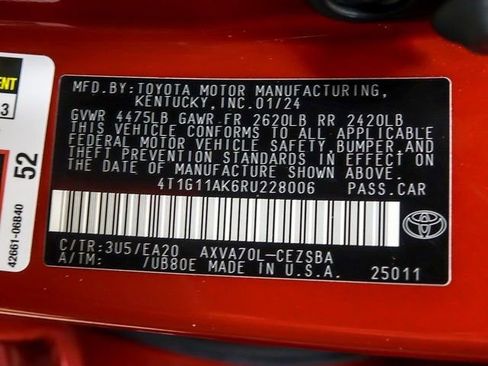 MFD.BY:TOYOTA MOTOR MANUFACTURING,
KENTUCKY,INC.01/24
GVWR 4475LB GAWR FR 2620LB RR 2420LB
THIS VEHICLE CONFORMS TO ALL APPLICABLE
FEDERAL MOTOR VEHICLE SAFETY,BUMPER,AND
THEFT PREVENTION STANDARDS IN EFFECT
ON THE DATE OF MANUFACTURE SHOWN ABOVE.
4T1G11AK6RU228006 PASS.CAR
C/TR:3U5/EA20 AXVA70L-CEZSBA
A/TM: /UB80E MADE IN U.S.A. 25011
52
42661-06B40